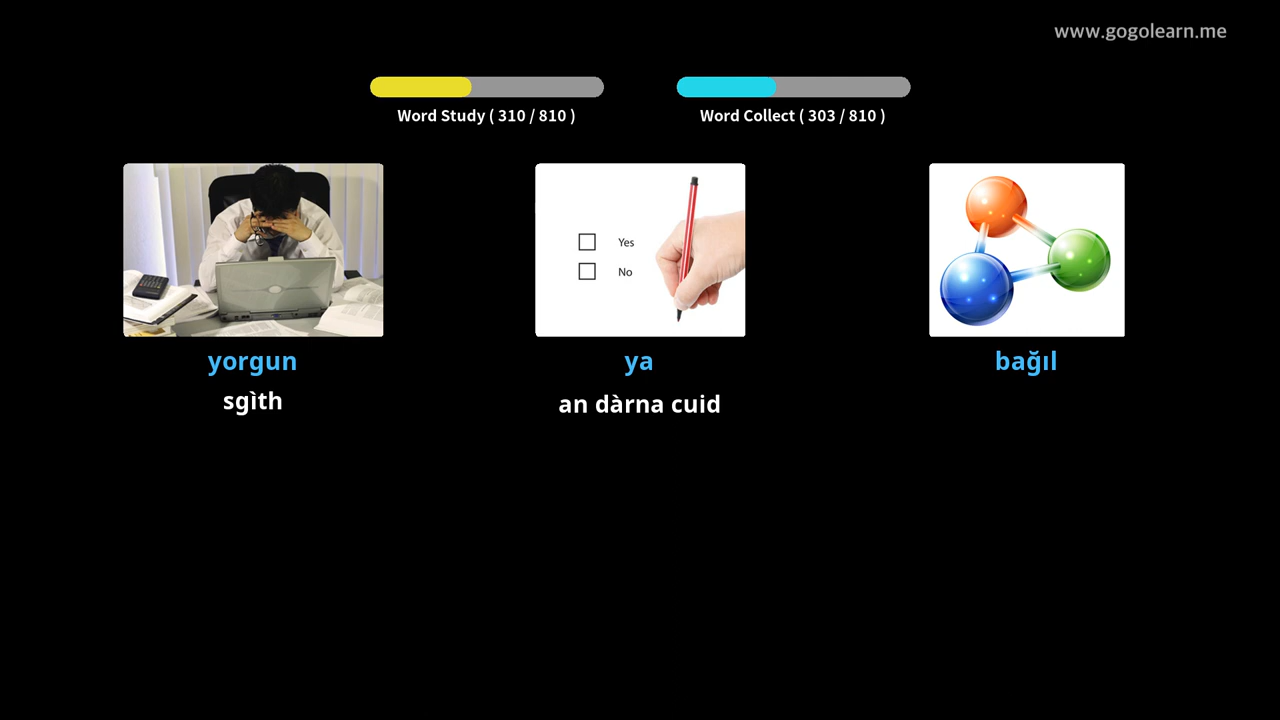 www.gogolearn.me
Word Study ( 310 / 810 )
Word Collect ( 303 / 810 )
Yes
No
yorgun
ya
bağıl
sgìth
an dàrna cuid